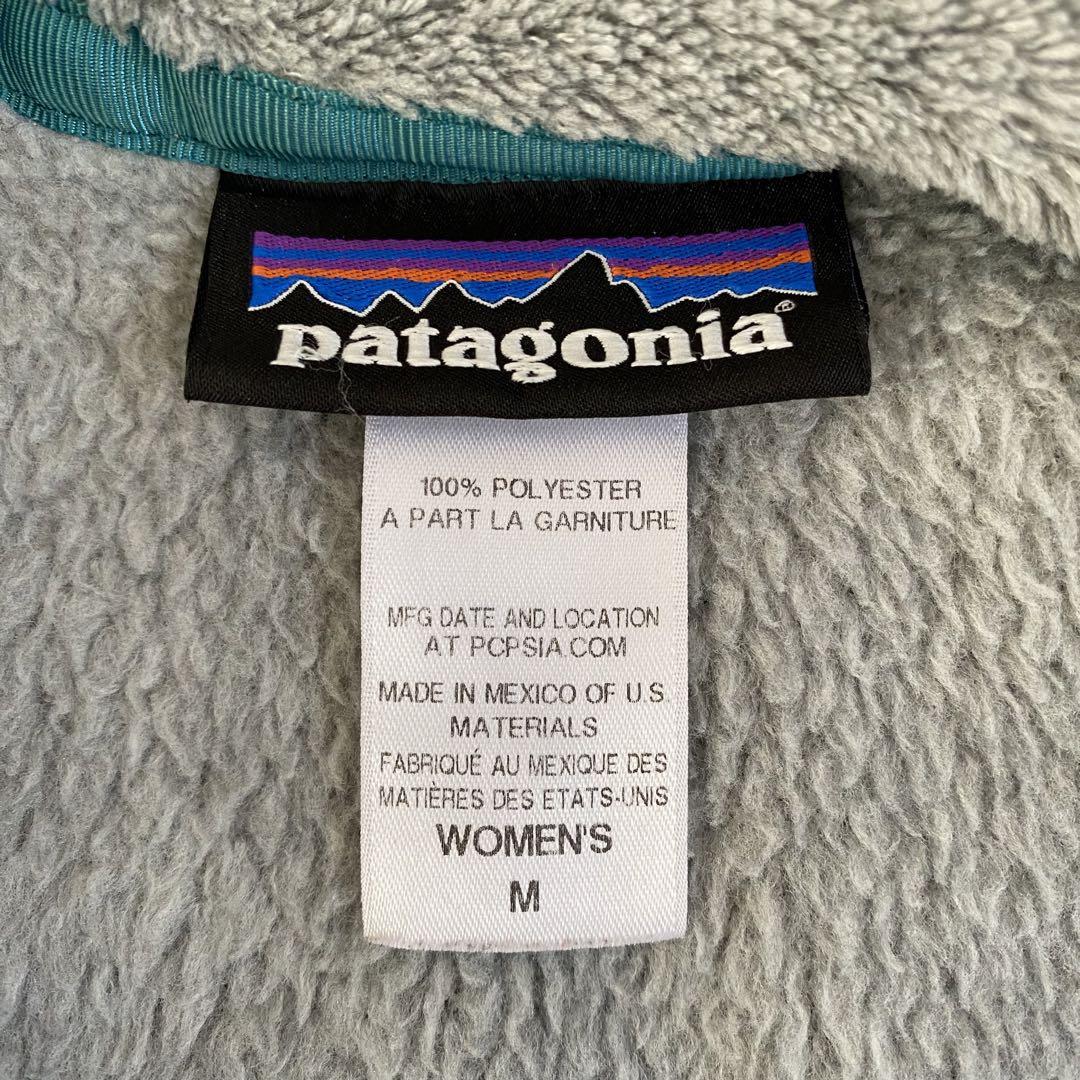 patagonia®
100% POLYESTER
A PART LA GARNITURE
MFG DATE AND LOCATION
AT PCPSIA.COM
MADE IN MEXICO OF U.S
MATERIALS
FABRIQUÉ AU MEXIQUE DES
MATIÈRES DES ETATS-UNIS
WOMEN'S
M